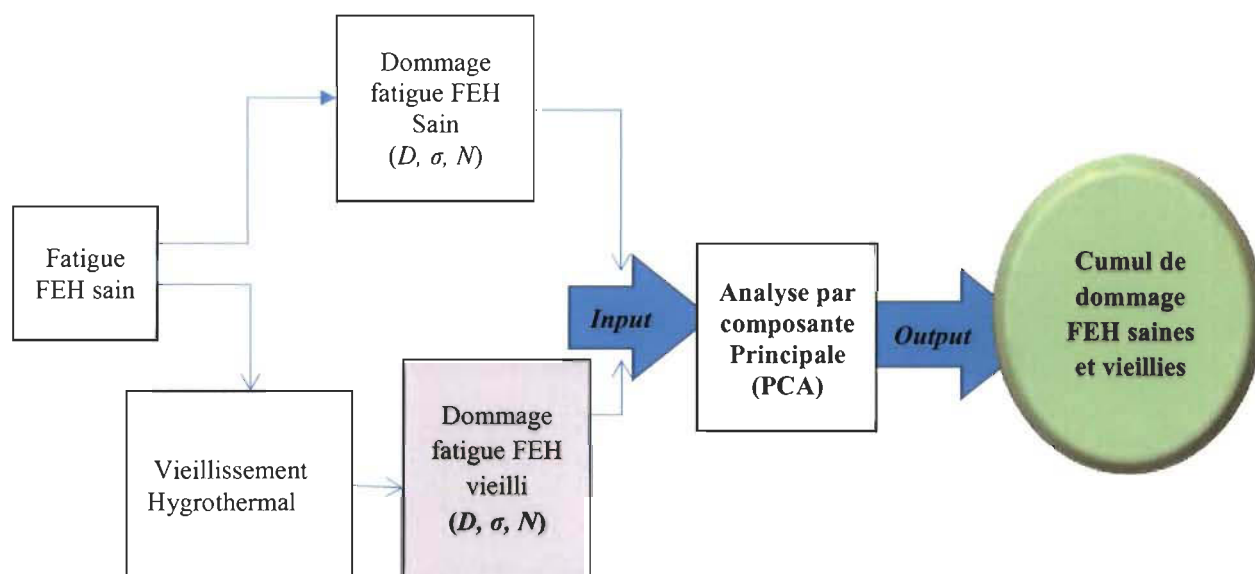 Dommage
fatigue FEH
Sain
(D, σ, N)
Fatigue
FEH sain
Input
Analyse par
composante
Principale
(PCA)
Output
Cumul de
dommage
FEH saines
et vieillies
Vieillissement
Hygrothermal
Dommage
fatigue FEH
vieilli
(D, σ, N)